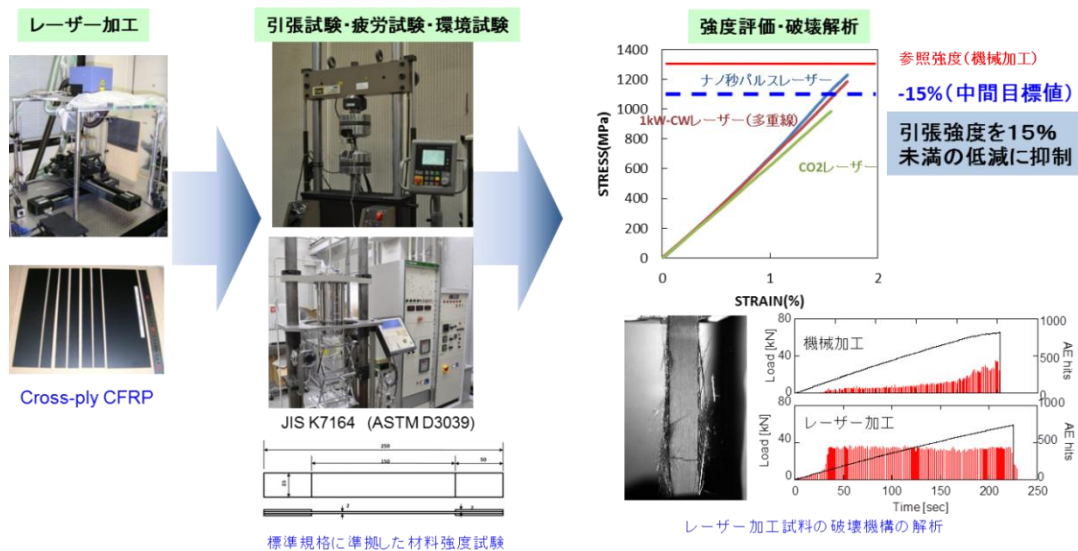 レーザー加工
引張試験・疲労試験・環境試験
強度評価・破壊解析
Cross-ply CFRP
JIS K7164 (ASTM D3039)
250
150
50
25
2
2
標準規格に準拠した材料強度試験
1400
1200
1000
800
600
400
200
0
STRESS(MPa)
0
1
2
STRAIN(%)
ナノ秒パルスレーザー
1kW-CWレーザー(多重線)
CO2レーザー
参照強度(機械加工)
-15%(中間目標値)
引張強度を15%
未満の低減に抑制
機械加工
Load [kN]
80
40
0
1000
500
0
AE hits
レーザー加工
Load [kN]
80
40
0
1000
500
0
AE hits
0
50
100
150
200
250
Time [sec]
レーザー加工試料の破壊機構の解析